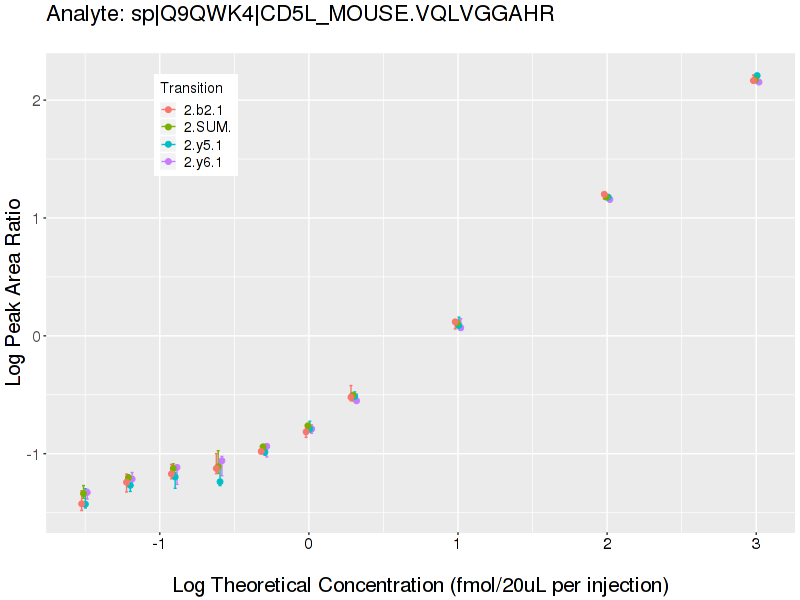 Analyte: sp|Q9QWK4|CD5L_MOUSE.VQLVGGAHR
Transition
2.b2.1
2.SUM.
2.y5.1
2.y6.1
Log Peak Area Ratio
2
1
0
-1
-1 0 1 2 3
Log Theoretical Concentration (fmol/20uL per injection)